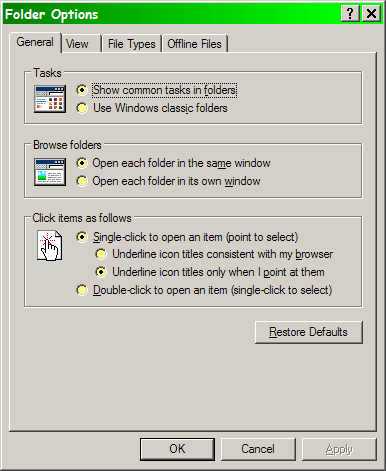 Folder Options
General View File Types Offline Files
Tasks
Show common tasks in folders
Use Windows classic folders
Browse folders
Open each folder in the same window
Open each folder in its own window
Click items as follows
Single-click to open an item (point to select)
Underline icon titles consistent with my browser
Underline icon titles only when I point at them
Double-click to open an item (single-click to select)
Restore Defaults
OK Cancel Apply